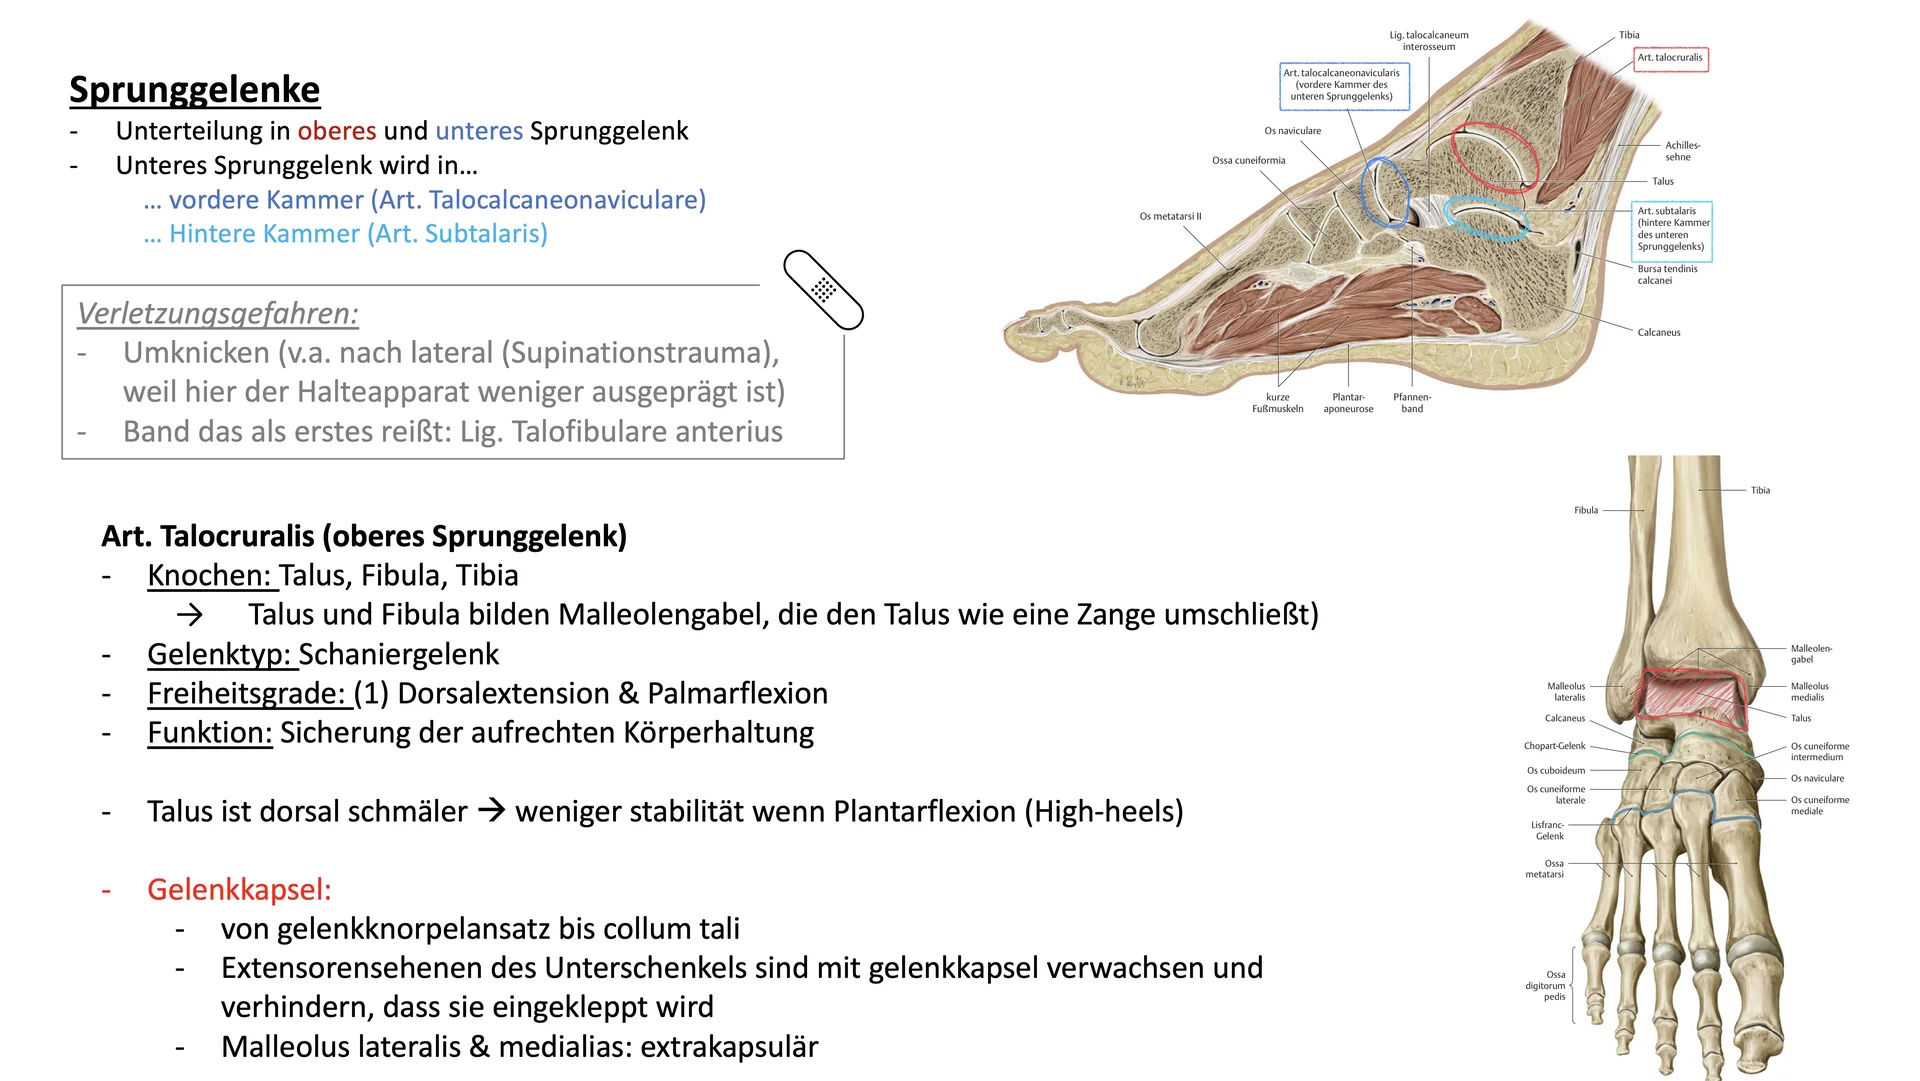 Sprunggelenke
- Unterteilung in oberes und unteres Sprunggelenk
- Unteres Sprunggelenk wird in…
… vordere Kammer (Art. Talocalcaneonaviculare)
… Hintere Kammer (Art. Subtalaris)
Verletzungsgefahren:
- Umknicken (v.a. nach lateral (Supinationstrauma),
weil hier der Halteapparat weniger ausgeprägt ist)
- Band das als erstes reißt: Lig. Talofibulare anterius
Art. Talocruralis (oberes Sprunggelenk)
- Knochen: Talus, Fibula, Tibia
→ Talus und Fibula bilden Malleolengabel, die den Talus wie eine Zange umschließt)
- Gelenktyp: Schaniergelenk
- Freiheitsgrade: (1) Dorsalextension & Palmarflexion
- Funktion: Sicherung der aufrechten Körperhaltung
- Talus ist dorsal schmäler → weniger stabilität wenn Plantarflexion (High-heels)
- Gelenkkapsel:
- von gelenkknorpelansatz bis collum tali
- Extensorensehenen des Unterschenkels sind mit gelenkkapsel verwachsen und
verhindern, dass sie eingekleppt wird
- Malleolus lateralis & medialias: extrakapsulär
Lig. talocalcaneum
interosseum
Tibia
Art. talocruralis
Art. talocalcaneonavicularis
(vordere Kammer des
unteren Sprunggelenks)
Os naviculare
Ossa cuneiformia
Os metatarsi II
Achilles-
sehne
Talus
Art. subtalaris
(hintere Kammer
des unteren
Sprunggelenks)
Bursa tendinis
calcanei
Calcaneus
kurze
Fußmuskeln
Plantar-
aponeurose
Pfannen-
band
Tibia
Fibula
Malleolen-
gabel
Malleolus
lateralis
Malleolus
medialis
Calcaneus
Talus
Chopart-Gelenk
Os cuneiforme
intermedium
Os cuboideum
Os naviculare
Os cuneiforme
laterale
Os cuneiforme
mediale
Lisfranc-
Gelenk
Ossa
metatarsi
Ossa
digitorum
pedis